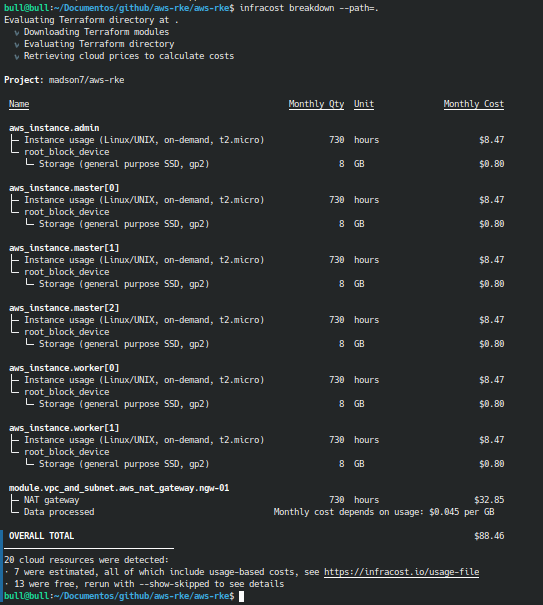 bull@bull:~/Documentos/github/aws-rke/aws-rke$ infracost breakdown --path=.
Evaluating Terraform directory at .
Downloading Terraform modules
Evaluating Terraform directory
Retrieving cloud prices to calculate costs
Project: madson7/aws-rke
Name Monthly Qty Unit Monthly Cost
aws_instance.admin
├─ Instance usage (Linux/UNIX, on-demand, t2.micro) 730 hours $8.47
└─ root_block_device
└─ Storage (general purpose SSD, gp2) 8 GB $0.80
aws_instance.master[0]
├─ Instance usage (Linux/UNIX, on-demand, t2.micro) 730 hours $8.47
└─ root_block_device
└─ Storage (general purpose SSD, gp2) 8 GB $0.80
aws_instance.master[1]
├─ Instance usage (Linux/UNIX, on-demand, t2.micro) 730 hours $8.47
└─ root_block_device
└─ Storage (general purpose SSD, gp2) 8 GB $0.80
aws_instance.master[2]
├─ Instance usage (Linux/UNIX, on-demand, t2.micro) 730 hours $8.47
└─ root_block_device
└─ Storage (general purpose SSD, gp2) 8 GB $0.80
aws_instance.worker[0]
├─ Instance usage (Linux/UNIX, on-demand, t2.micro) 730 hours $8.47
└─ root_block_device
└─ Storage (general purpose SSD, gp2) 8 GB $0.80
aws_instance.worker[1]
├─ Instance usage (Linux/UNIX, on-demand, t2.micro) 730 hours $8.47
└─ root_block_device
└─ Storage (general purpose SSD, gp2) 8 GB $0.80
module.vpc_and_subnet.aws_nat_gateway.ngw-01
├─ NAT gateway 730 hours $32.85
└─ Data processed Monthly cost depends on usage: $0.045 per GB
OVERALL TOTAL $88.46
20 cloud resources were detected:
· 7 were estimated, all of which include usage-based costs, see https://infracost.io/usage-file
· 13 were free, rerun with --show-skipped to see details
bull@bull:~/Documentos/github/aws-rke/aws-rke$